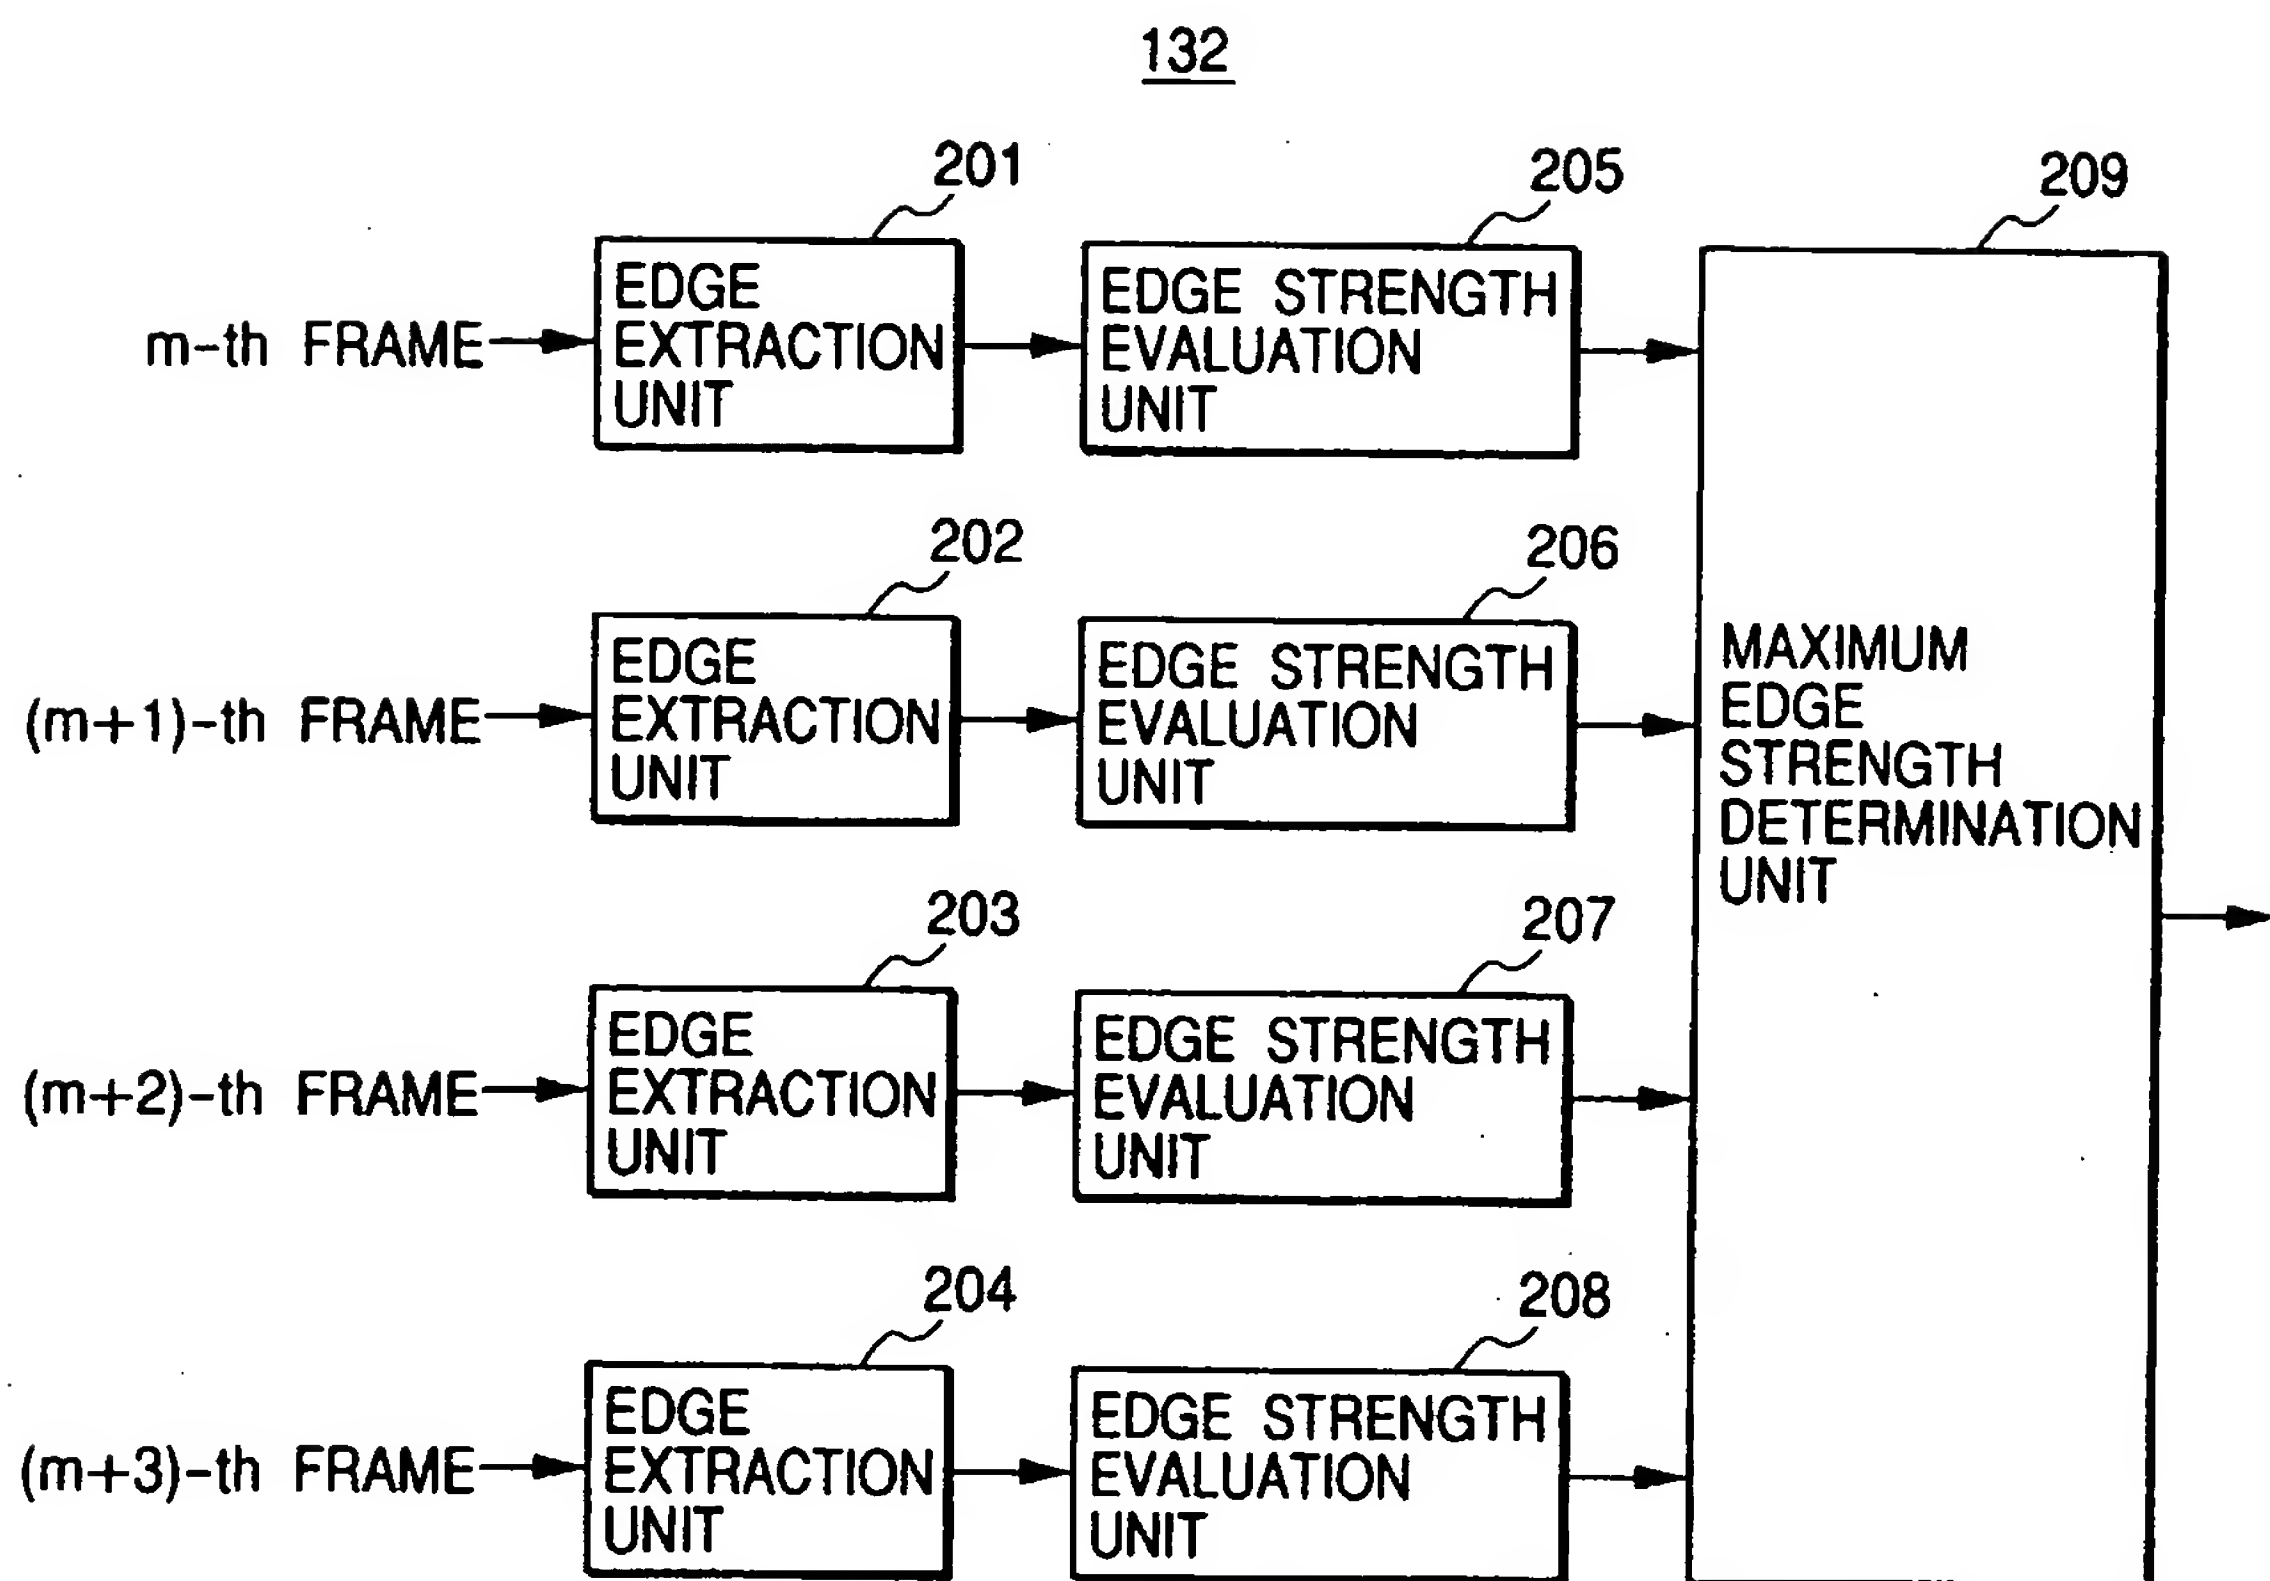 132
201
205
209
m-th FRAME
EDGE
EXTRACTION
UNIT
EDGE STRENGTH
EVALUATION
UNIT
202
206
(m+1)-th FRAME
EDGE
EXTRACTION
UNIT
EDGE STRENGTH
EVALUATION
UNIT
MAXIMUM
EDGE
STRENGTH
DETERMINATION
UNIT
203
207
(m+2)-th FRAME
EDGE
EXTRACTION
UNIT
EDGE STRENGTH
EVALUATION
UNIT
204
208
(m+3)-th FRAME
EDGE
EXTRACTION
UNIT
EDGE STRENGTH
EVALUATION
UNIT